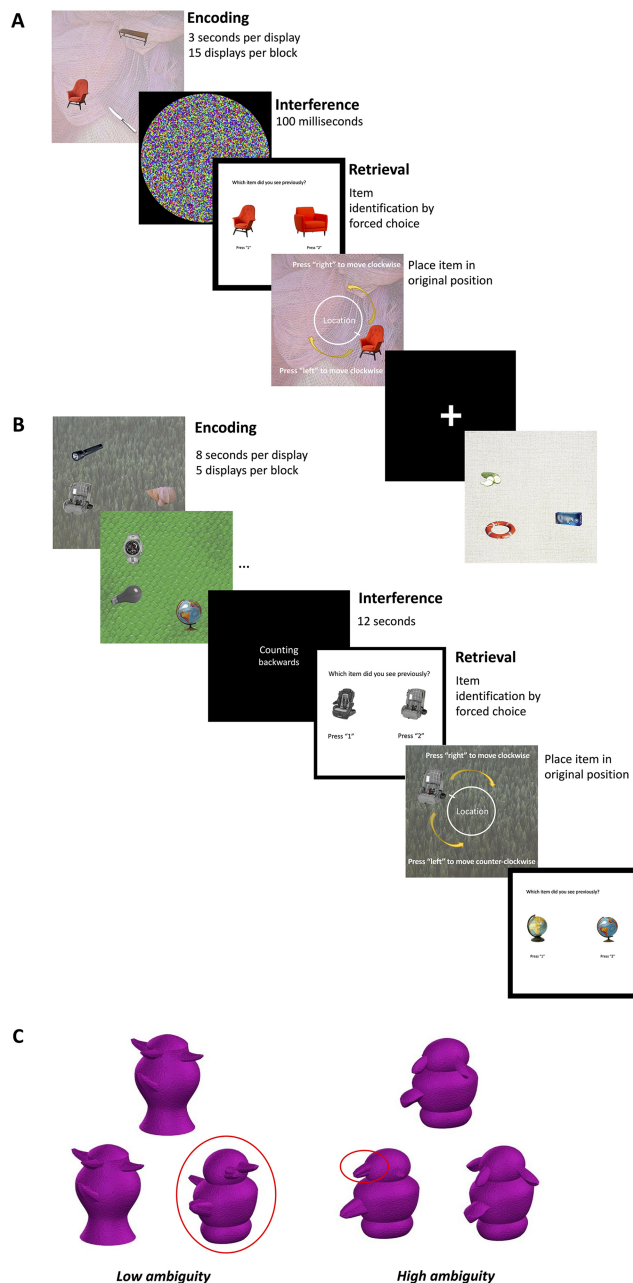 A
Encoding
3 seconds per display
15 displays per block
Interference
100 milliseconds
Retrieval
Which item did you see previously?
Item
identification by
forced choice
Press "1"
Press "2"
Press "right" to move clockwise
Place item in
original position
Location
Press "left" to move clockwise
B
Encoding
8 seconds per display
5 displays per block
...
Interference
12 seconds
Counting
backwards
Retrieval
Which item did you see previously?
Item
identification by
forced choice
Press "1"
Press "2"
Press "right" to move clockwise
Place item in
original position
Location
Press "left" to move counter-clockwise
Which item did you see previously?
Press "1"
Press "2"
C
Low ambiguity
High ambiguity